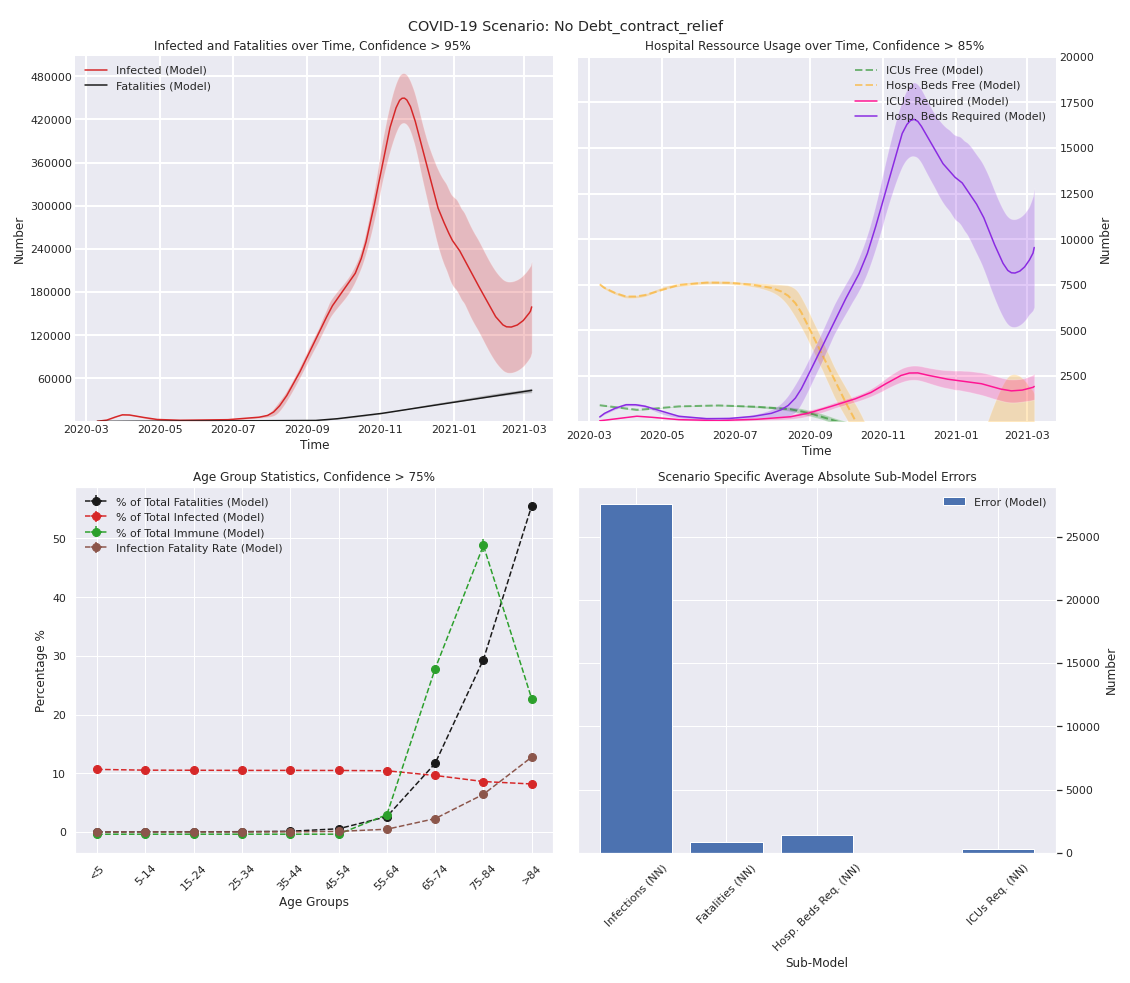 COVID-19 Scenario: No Debt_contract_relief
Infected and Fatalities over Time, Confidence > 95%
Infected (Model)
Fatalities (Model)
480000
420000
360000
300000
240000
180000
120000
60000
Number
2020-03 2020-05 2020-07 2020-09 2020-11 2021-01 2021-03
Time
Hospital Ressource Usage over Time, Confidence > 85%
ICUs Free (Model)
Hosp. Beds Free (Model)
ICUs Required (Model)
Hosp. Beds Required (Model)
20000
17500
15000
12500
10000
7500
5000
2500
Number
2020-03 2020-05 2020-07 2020-09 2020-11 2021-01 2021-03
Time
Age Group Statistics, Confidence > 75%
% of Total Fatalities (Model)
% of Total Infected (Model)
% of Total Immune (Model)
Infection Fatality Rate (Model)
50
40
30
20
10
0
Percentage %
<5 5-14 15-24 25-34 35-44 45-54 55-64 65-74 75-84 >84
Age Groups
Scenario Specific Average Absolute Sub-Model Errors
Error (Model)
25000
20000
15000
10000
5000
0
Number
Infections (NN)
Fatalities (NN)
Hosp. Beds Req. (NN)
ICUs Req. (NN)
Sub-Model